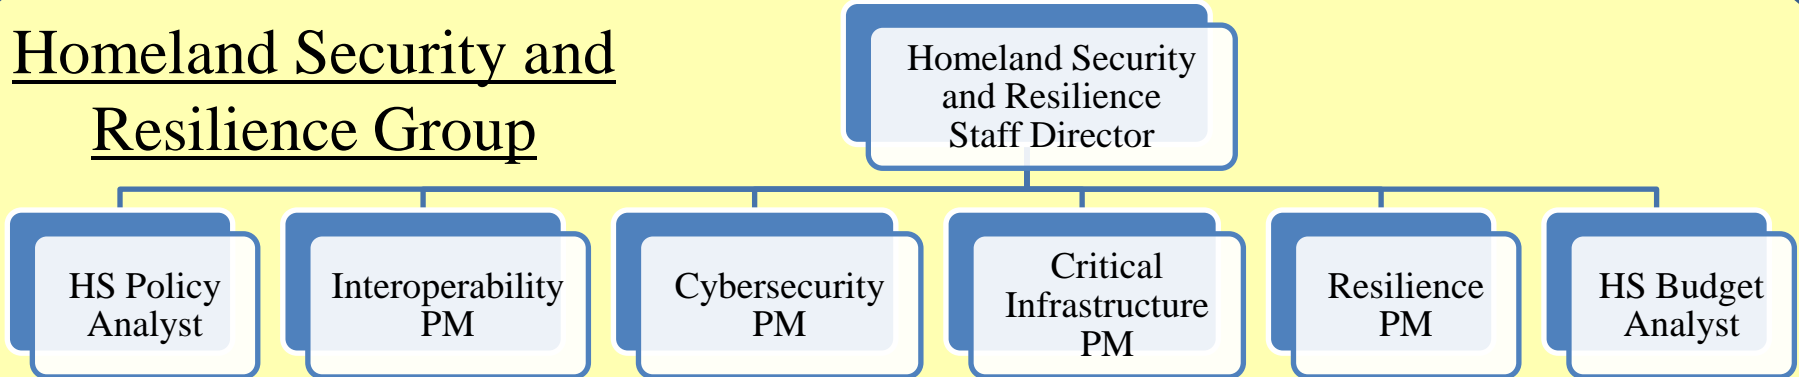 Homeland Security and
Resilience Group
Homeland Security
and Resilience
Staff Director
HS Policy
Analyst
Interoperability
PM
Cybersecurity
PM
Critical
Infrastructure
PM
Resilience
PM
HS Budget
Analyst